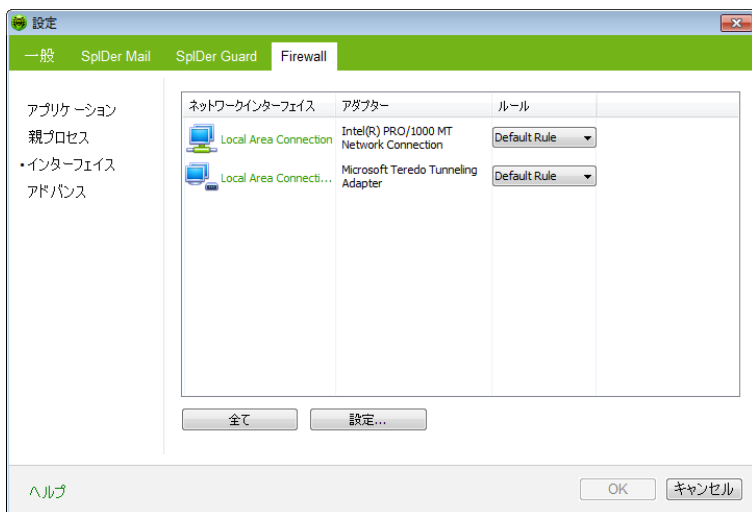 設定
一般 SpIDer Mail SpIDer Guard Firewall
アプリケーション
親プロセス
・インターフェイス
アドバンス
ネットワークインターフェイス アダプター ルール
Local Area Connection Intel(R) PRO/1000 MT Network Connection Default Rule
Local Area Connecti... Microsoft Teredo Tunneling Adapter Default Rule
全て 設定...
ヘルプ OK キャンセル